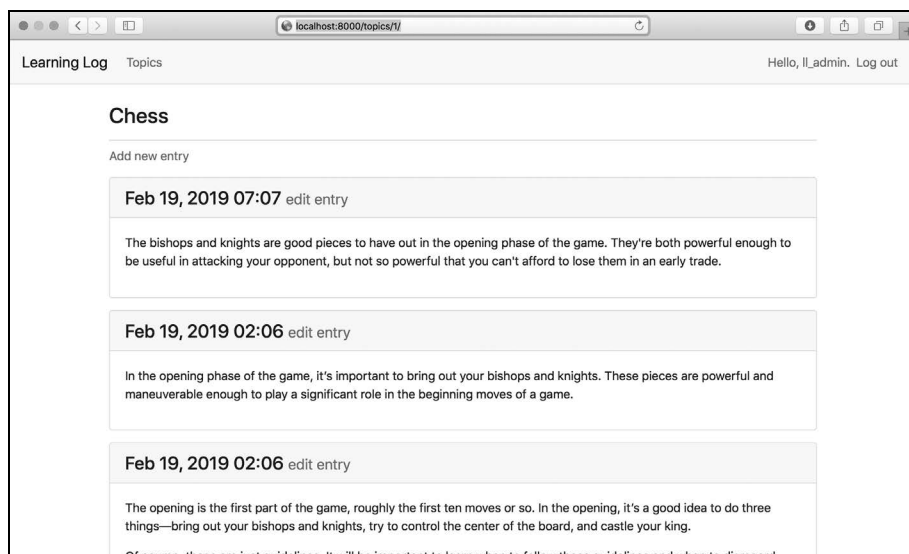 localhost:8000/topics/1/
Learning Log Topics Hello, ll_admin. Log out
Chess
Add new entry
Feb 19, 2019 07:07 edit entry
The bishops and knights are good pieces to have out in the opening phase of the game. They're both powerful enough to
be useful in attacking your opponent, but not so powerful that you can't afford to lose them in an early trade.
Feb 19, 2019 02:06 edit entry
In the opening phase of the game, it’s important to bring out your bishops and knights. These pieces are powerful and
maneuverable enough to play a significant role in the beginning moves of a game.
Feb 19, 2019 02:06 edit entry
The opening is the first part of the game, roughly the first ten moves or so. In the opening, it’s a good idea to do three
things—bring out your bishops and knights, try to control the center of the board, and castle your king.